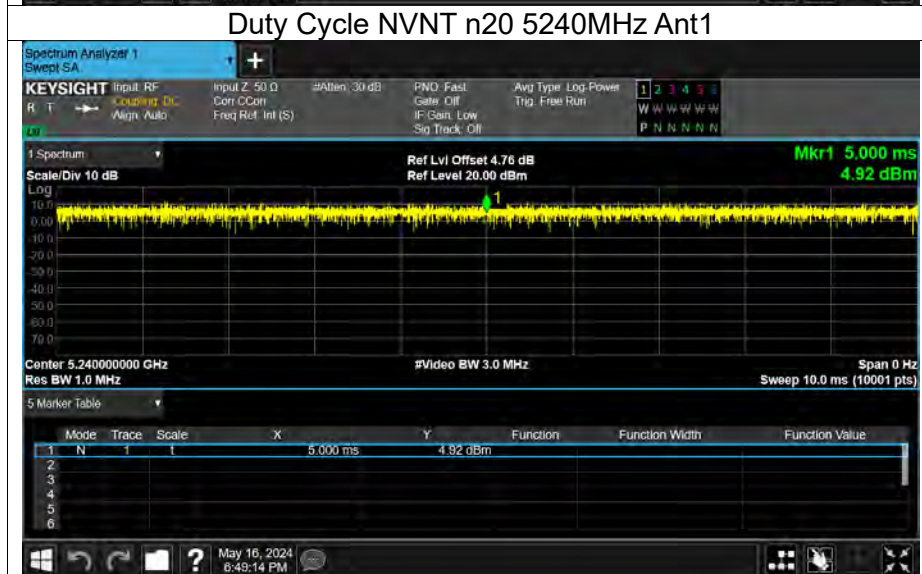 Duty Cycle NVNT n20 5240MHz Ant1
Spectrum Analyzer 1
Swept SA
+
KEYSIGHT Input: RF Input Z: 50 Ω #Atten: 30 dB PNO: Fast Avg Type: Log-Power 1 2 3 4 5 6
R T Coupling: DC Corr CCorr Gate: Off Trig: Free Run W W W W W W
Align: Auto Freq Ref: Int (S) IF Gain: Low
Sig Track: Off P N N N N N
1 Spectrum Ref Lvl Offset 4.76 dB Mkr1 5.000 ms
Scale/Div 10 dB Ref Level 20.00 dBm 4.92 dBm
Log
10.0 1
0.00
-10.0
-20.0
-30.0
-40.0
-50.0
-60.0
-70.0
Center 5.240000000 GHz #Video BW 3.0 MHz Span 0 Hz
Res BW 1.0 MHz Sweep 10.0 ms (10001 pts)
5 Marker Table
Mode Trace Scale X Y Function Function Width Function Value
1 N 1 t 5.000 ms 4.92 dBm
2
3
4
5
6
? May 16, 2024
6:49:14 PM